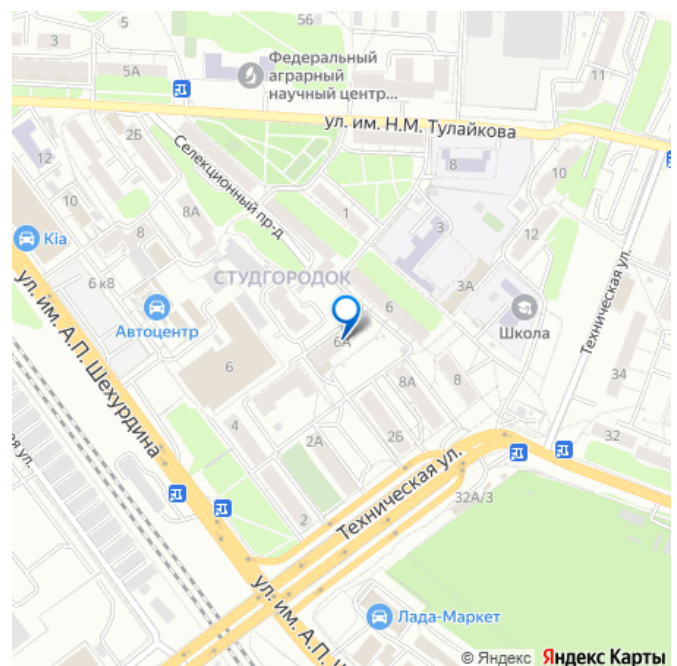 56
3
Федеральный
аграрный
научный центр...
5А
11
ул. им. Н.М. Тулайкова
2Б
12
Селекционный пр-д
8
10
10
8А
1
3
12
Kia
6 к8
СТУДГОРОДОК
3А
Автоцентр
6
Школа
Техническая ул.
6А
6
ул. им. А.П. Шехурдина
8А
8
34
4
2А
2Б
32
ая ул.
Техническая ул.
32А/3
2
ул. им. А.П. Ш
Лада-Маркет
© Яндекс Яндекс Карты